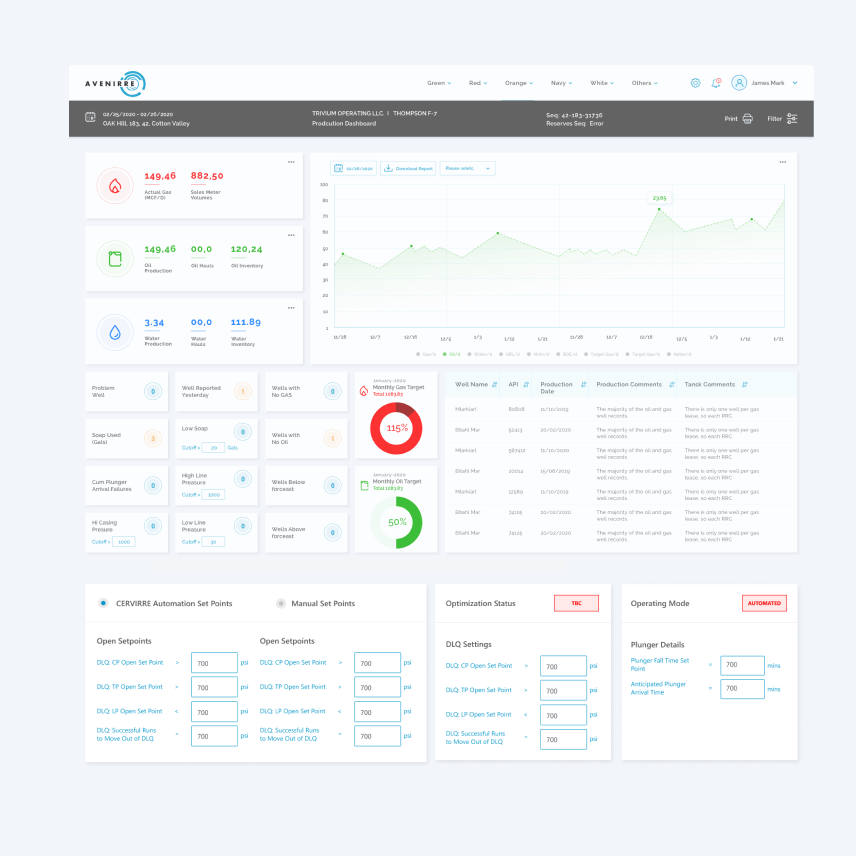 AVENIRRE
Green
Red
Orange
Navy
White
Others
James Mark
02/25/2020 - 02/26/2020
OAK Hill, 183, 42, Cotton Valley
TRIVIUM OPERATING LLC. I THOMPSON F-7
Prodcution Dashboard
Seq: 42-183-31736
Reserves Seq: Error
Print
Filter
149,46
882,50
Actual Gas
(MCF/D)
Sales Meter
Volumes
149,46
00,0
120,24
Oil
Production
Oil Hauls
Oil Inventory
3.34
00,0
111.89
Water
Production
Water
Hauls
Water
Inventory
01/28/2020
Download Report
Please select
100
80
70
60
50
40
30
20
10
1
23,65
11/28
12/7
12/16
12/5
1/3
1/12
1/21
11/28
12/7
12/16
12/5
1/3
1/12
1/21
Problem
Well
0
Well Reported
Yesterday
1
Wells with
No GAS
0
Soap Used
(Gals)
3
Low Soap
0
Cutoff > 20 Gals
Wells with
No Oil
1
Cum Plunger
Arrival Failures
0
High Line
Preasure
0
Cutoff > 1000
Wells Below
forceast
0
Hi Casing
Presure
0
Cutoff > 1000
Low Line
Preasure
0
Cutoff > 30
Wells Above
forceast
0
January-2020
Monthly Gas Target
Total:1083.83
115%
January-2020
Monthly Oil Target
Total:1083.83
50%
Well Name
API
Production
Date
Production Comments
Tanck Comments
Mlahiari
80808
11/10/2019
The majority of the oil and gas
well records
There is only one well per gas
lease, so each RRC
Bitahi Mar
92413
20/02/2020
The majority of the oil and gas
well records
There is only one well per gas
lease, so each RRC
Mlahiari
987412
11/10/2020
The majority of the oil and gas
well records
There is only one well per gas
lease, so each RRC
Bitahi Mar
20014
15/08/2019
The majority of the oil and gas
well records
There is only one well per gas
lease, so each RRC
Mlahiari
12989
11/10/2019
The majority of the oil and gas
well records
There is only one well per gas
lease, so each RRC
Bitahi Mar
74125
20/02/2020
The majority of the oil and gas
well records
There is only one well per gas
lease, so each RRC
Bitahi Mar
74125
20/02/2020
The majority of the oil and gas
well records
There is only one well per gas
lease, so each RRC
CERVIRRE Automation Set Points
Manual Set Points
Open Setpoints
Open Setpoints
DLQ: CP Open Set Point > 700 psi
DLQ: CP Open Set Point > 700 psi
DLQ: TP Open Set Point > 700 psi
DLQ: TP Open Set Point > 700 psi
DLQ: LP Open Set Point < 700 psi
DLQ: LP Open Set Point < 700 psi
DLQ: Successful Runs
to Move Out of DLQ
= 700 psi
DLQ: Successful Runs
to Move Out of DLQ
= 700 psi
Optimization Status
TBC
DLQ Settings
DLQ: CP Open Set Point > 700 psi
DLQ: TP Open Set Point > 700 psi
DLQ: LP Open Set Point < 700 psi
DLQ: Successful Runs
to Move Out of DLQ
= 700 psi
Operating Mode
AUTOMATED
Plunger Details
Plunger Fall Time Set
Point
= 700 mins
Anticipated Plunger
Arrival Time
= 700 mins